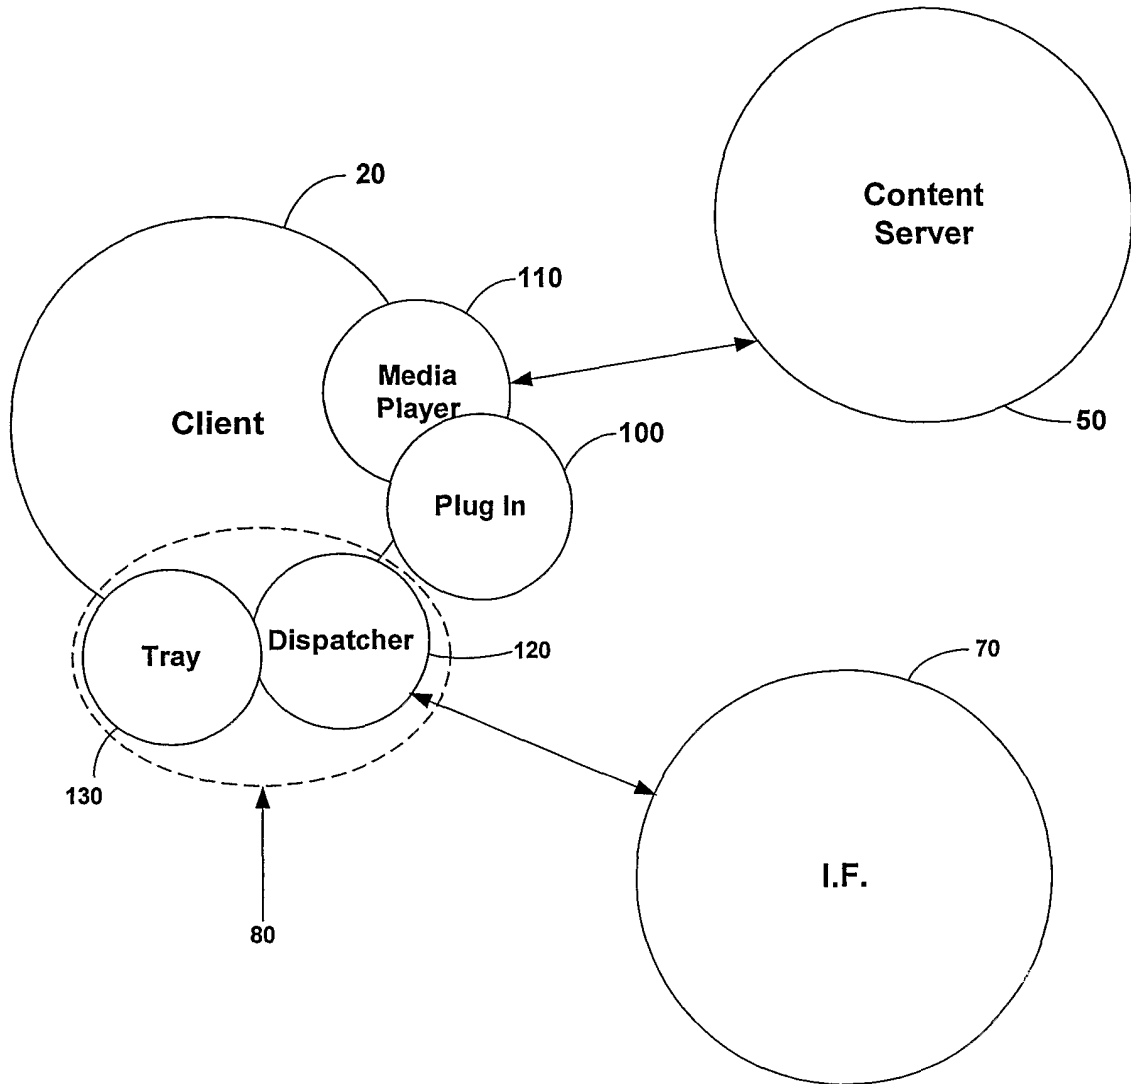 Content
Server
20
110
Media
Player
Client
50
100
Plug In
Dispatcher
Tray
120
70
130
I.F.
80